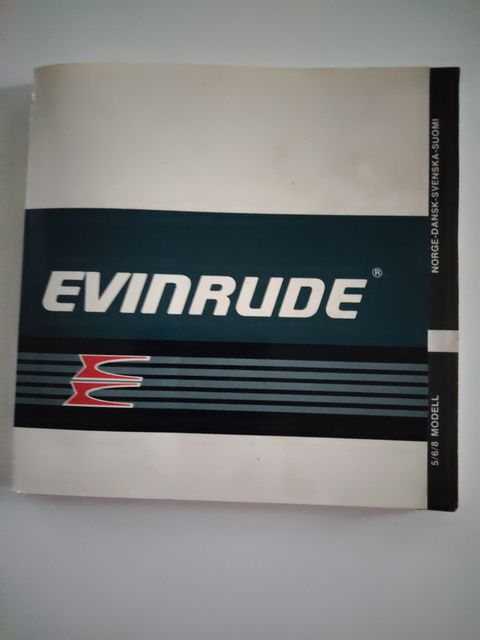 EVINRUDE®
NORGE-DANSK-SVENSKA-SUOMI
5/6/8 MODELL